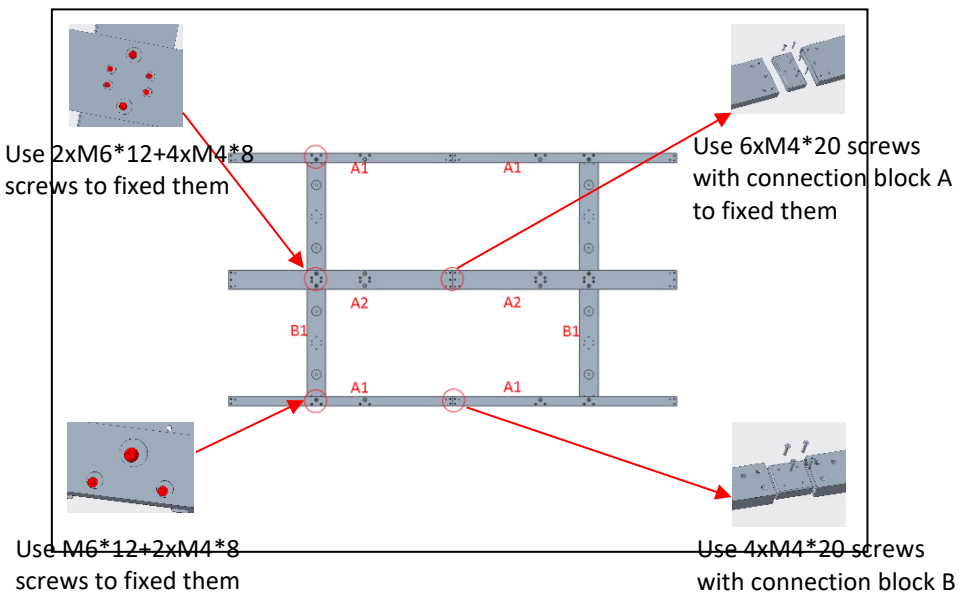 Use 2xM6*12+4xM4*8
screws to fixed them
Use 6xM4*20 screws
with connection block A
to fixed them
A1
A1
A2
A2
B1
B1
A1
A1
Use M6*12+2xM4*8
screws to fixed them
Use 4xM4*20 screws
with connection block B